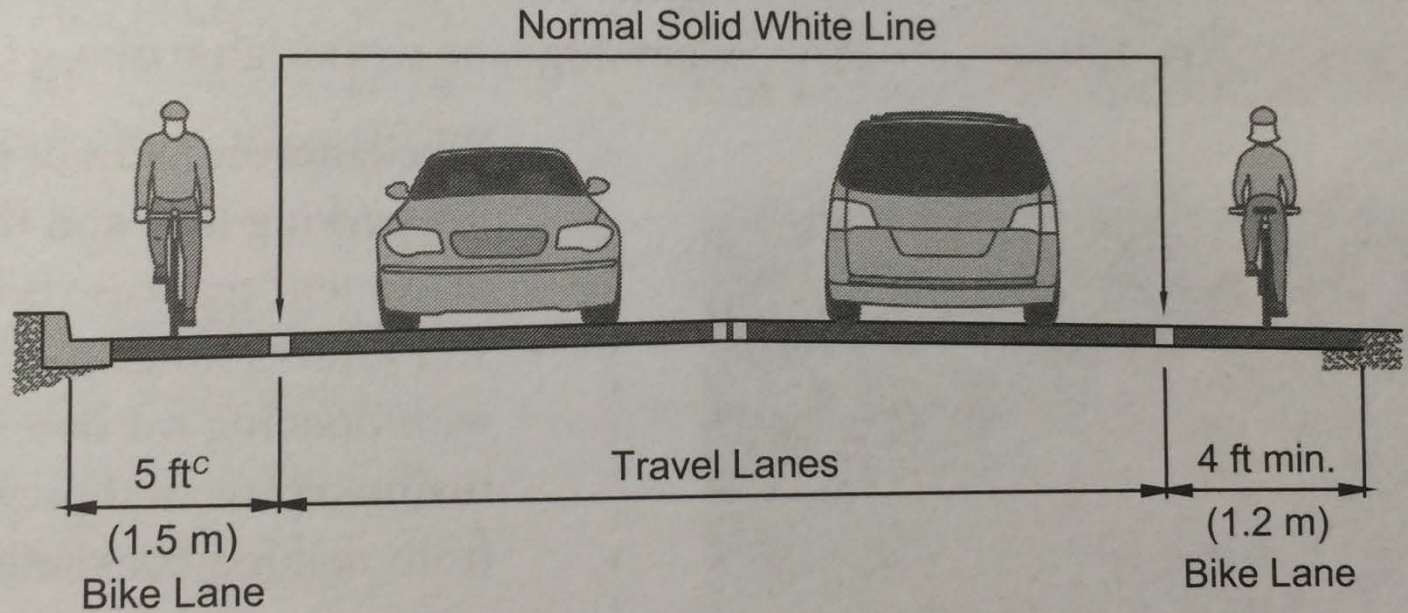 Normal Solid White Line
5 ftᶜ
(1.5 m)
Bike Lane
Travel Lanes
4 ft min.
(1.2 m)
Bike Lane